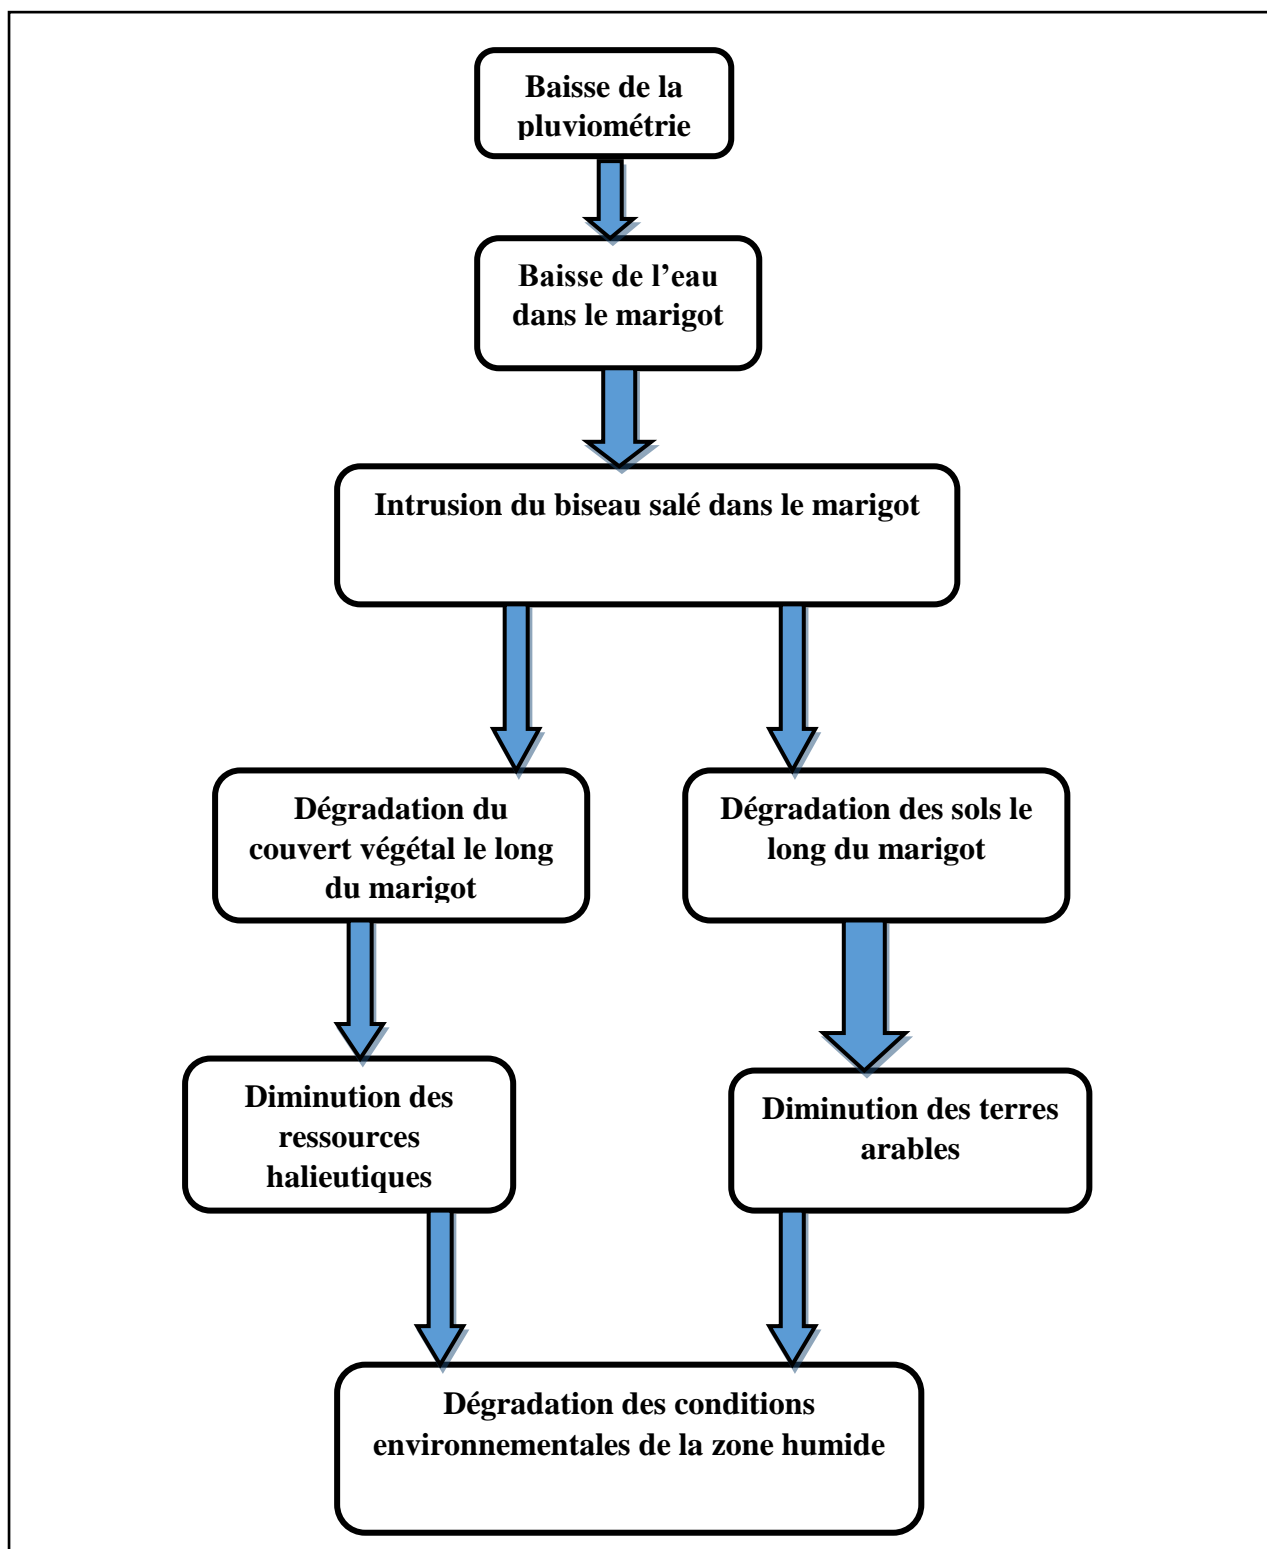 Baisse de la
pluviométrie
Baisse de l’eau
dans le marigot
Intrusion du biseau salé dans le marigot
Dégradation du
couvert végétal le long
du marigot
Dégradation des sols le
long du marigot
Diminution des
ressources
halieutiques
Diminution des terres
arables
Dégradation des conditions
environnementales de la zone humide